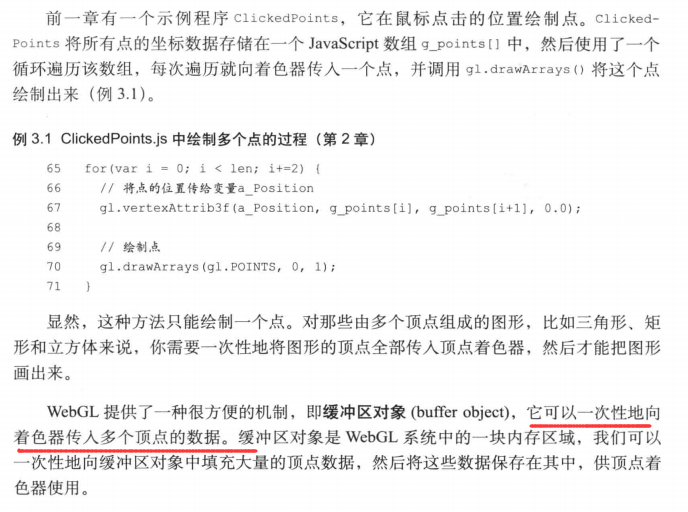 前一章有一个示例程序 ClickedPoints，它在鼠标点击的位置绘制点。Clicked-
Points 将所有点的坐标数据存储在一个 JavaScript 数组 g_points[] 中，然后使用了一个
循环遍历该数组，每次遍历就向着色器传入一个点，并调用 gl.drawArrays() 将这个点
绘制出来（例 3.1）。
例 3.1 ClickedPoints.js 中绘制多个点的过程（第 2 章）
65 for(var i = 0; i < len; i+=2) {
66 // 将点的位置传给变量a_Position
67 gl.vertexAttrib3f(a_Position, g_points[i], g_points[i+1], 0.0);
68
69 // 绘制点
70 gl.drawArrays(gl.POINTS, 0, 1);
71 }
显然，这种方法只能绘制一个点。对那些由多个顶点组成的图形，比如三角形、矩
形和立方体来说，你需要一次性地将图形的顶点全部传入顶点着色器，然后才能把图形
画出来。
WebGL 提供了一种很方便的机制，即缓冲区对象 (buffer object)，它可以一次性地向
着色器传入多个顶点的数据。缓冲区对象是 WebGL 系统中的一块内存区域，我们可以
一次性地向缓冲区对象中填充大量的顶点数据，然后将这些数据保存在其中，供顶点着
色器使用。